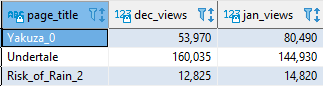 page_title dec_views jan_views
Yakuza_0 53,970 80,490
Undertale 160,035 144,930
Risk_of_Rain_2 12,825 14,820